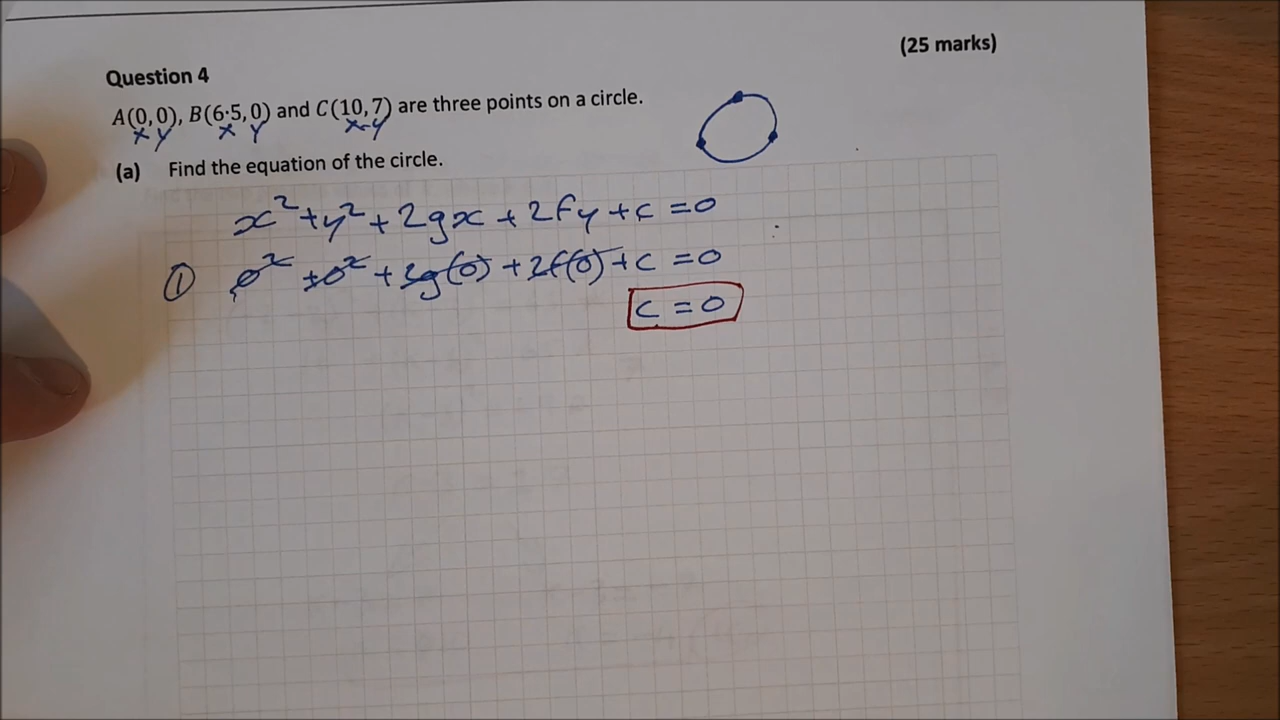 (25 marks)
Question 4
A(0,0), B(6·5,0) and C(10,7) are three points on a circle.
x y x y x y
(a) Find the equation of the circle.
x² + y² + 2gx + 2fy + c = 0
① 0² + 0² + 2g(0) + 2f(0) + c = 0
c = 0